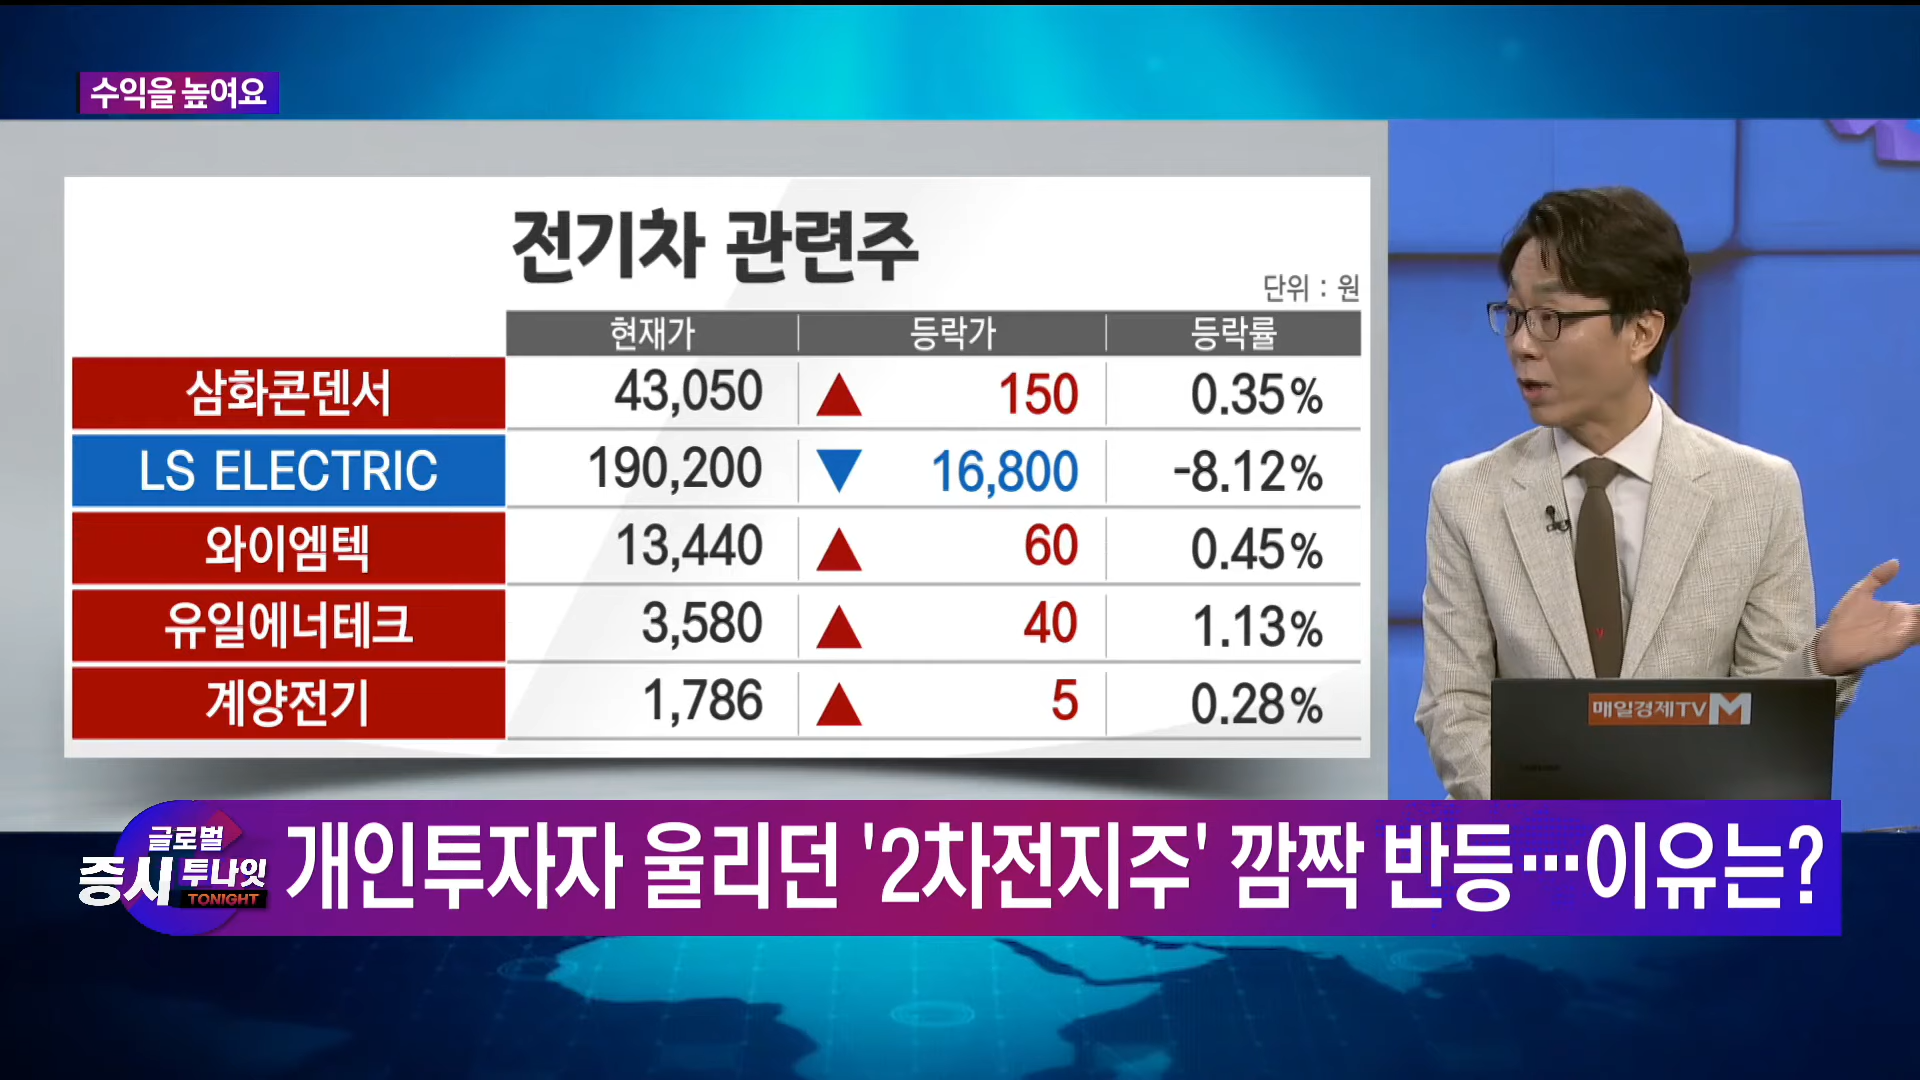 수익을 높여요
전기차 관련주
단위 : 원
현재가 등락가 등락률
삼화콘덴서 43,050 ▲ 150 0.35%
LS ELECTRIC 190,200 ▼ 16,800 -8.12%
와이엠텍 13,440 ▲ 60 0.45%
유일에너테크 3,580 ▲ 40 1.13%
계양전기 1,786 ▲ 5 0.28%
매일경제TV M
글로벌
증시 투나잇
TONIGHT
개인투자자 울리던 '2차전지주' 깜짝 반등…이유는?